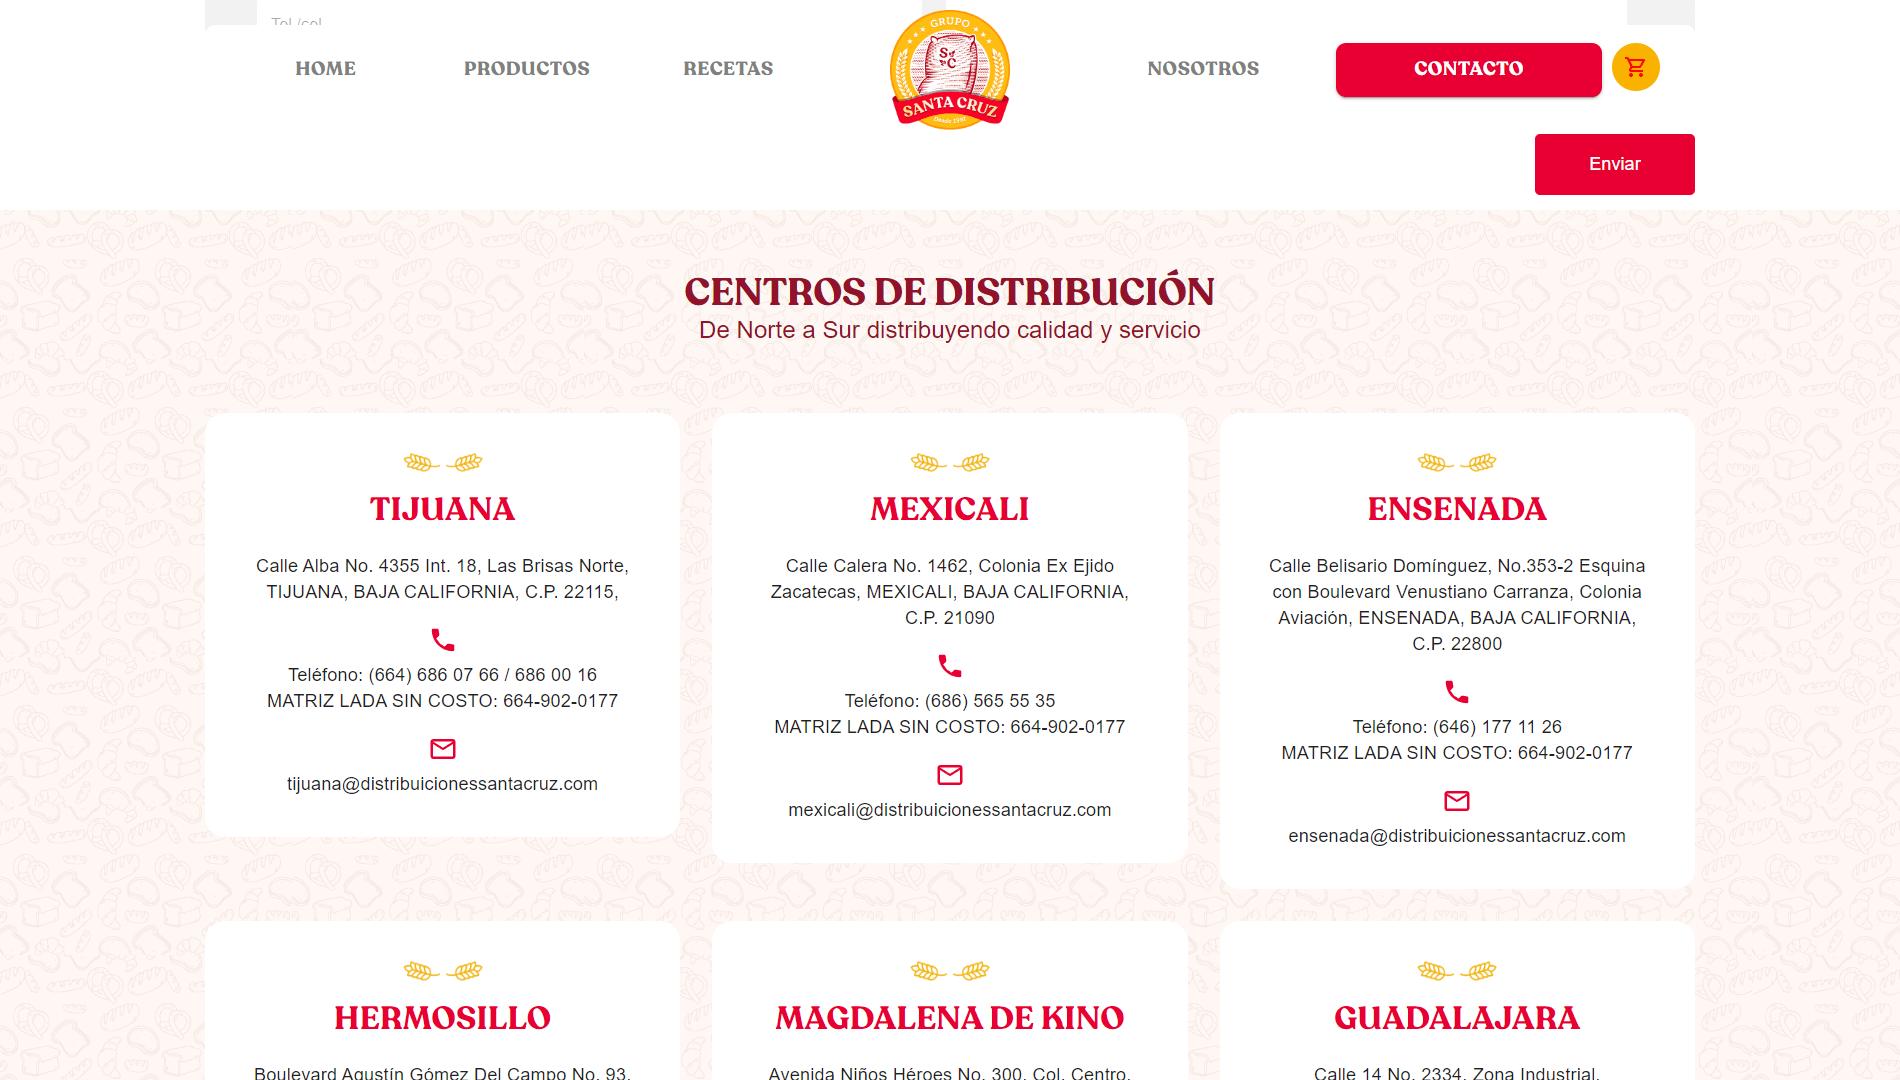 Tel./cel
HOME
PRODUCTOS
RECETAS
GRUPO
S C
SANTA CRUZ
Desde 1991
NOSOTROS
CONTACTO
Enviar
CENTROS DE DISTRIBUCIÓN
De Norte a Sur distribuyendo calidad y servicio
TIJUANA
Calle Alba No. 4355 Int. 18, Las Brisas Norte,
TIJUANA, BAJA CALIFORNIA, C.P. 22115,
Teléfono: (664) 686 07 66 / 686 00 16
MATRIZ LADA SIN COSTO: 664-902-0177
tijuana@distribuicionessantacruz.com
MEXICALI
Calle Calera No. 1462, Colonia Ex Ejido
Zacatecas, MEXICALI, BAJA CALIFORNIA,
C.P. 21090
Teléfono: (686) 565 55 35
MATRIZ LADA SIN COSTO: 664-902-0177
mexicali@distribuicionessantacruz.com
ENSENADA
Calle Belisario Domínguez, No.353-2 Esquina
con Boulevard Venustiano Carranza, Colonia
Aviación, ENSENADA, BAJA CALIFORNIA,
C.P. 22800
Teléfono: (646) 177 11 26
MATRIZ LADA SIN COSTO: 664-902-0177
ensenada@distribuicionessantacruz.com
HERMOSILLO
Boulevard Agustín Gómez Del Campo No. 93,
MAGDALENA DE KINO
Avenida Niños Héroes No. 300, Col. Centro,
GUADALAJARA
Calle 14 No. 2334, Zona Industrial,